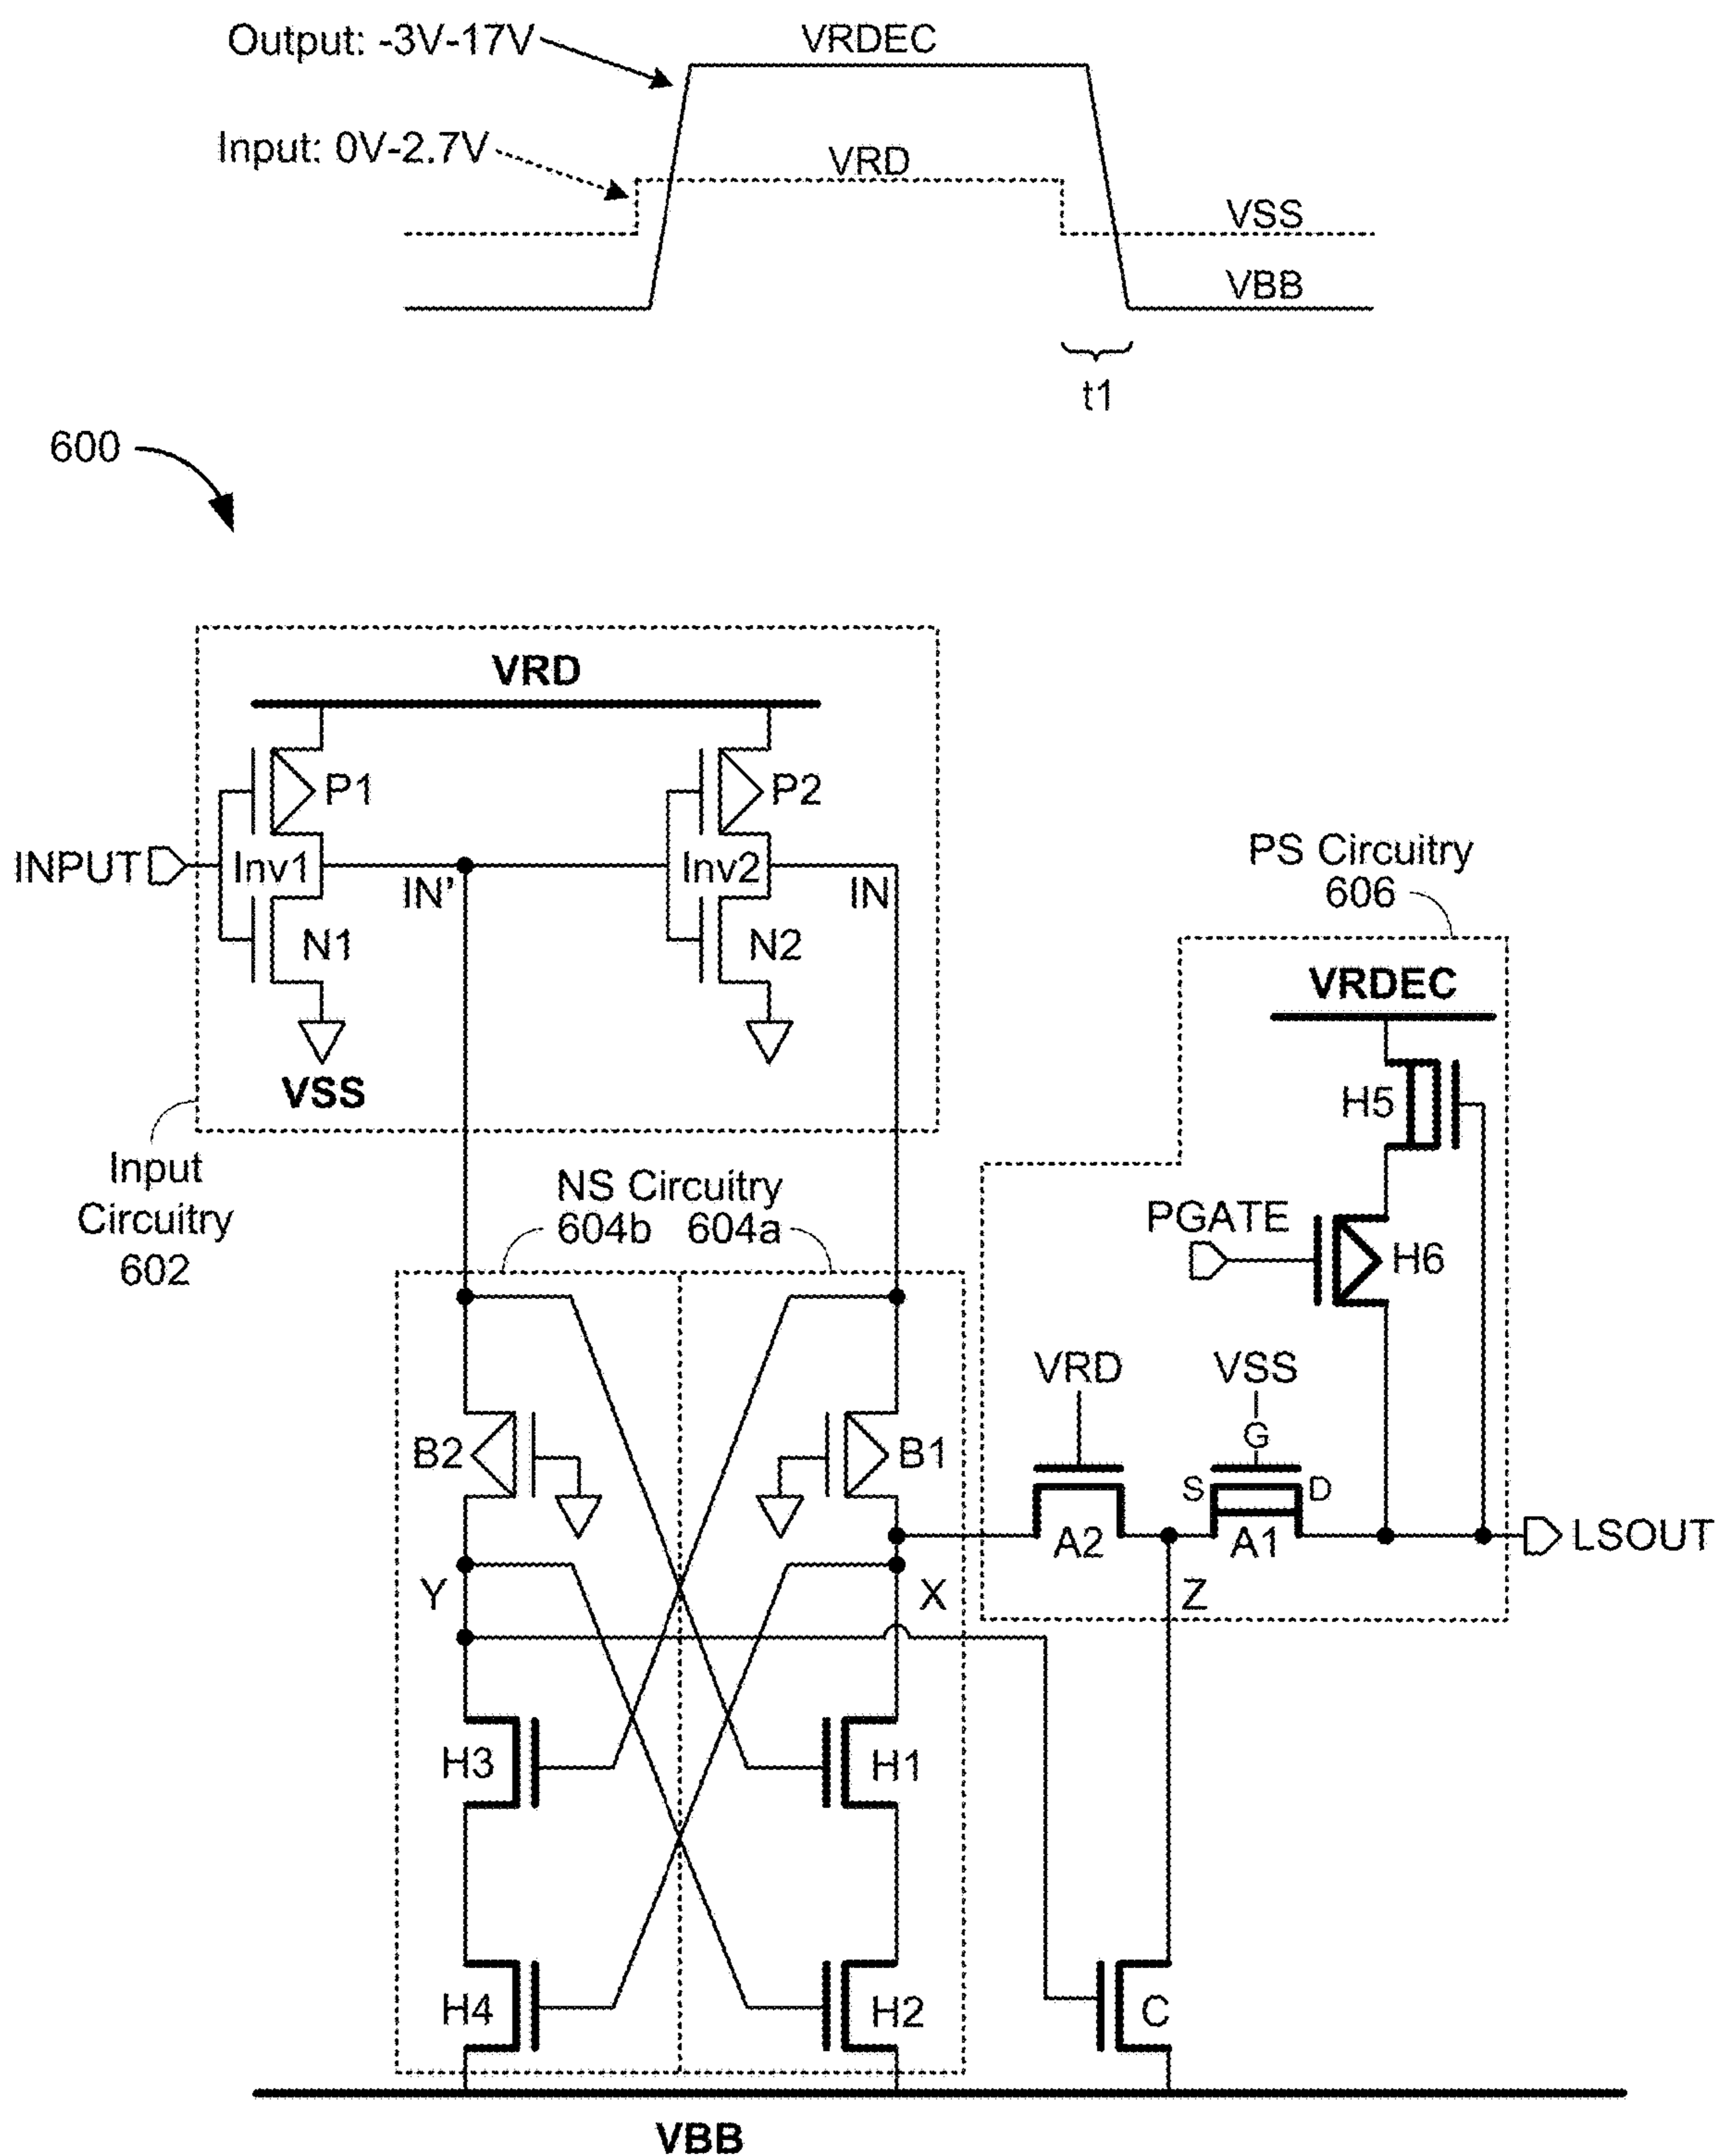 Output: -3V-17V
VRDEC
Input: 0V-2.7V
VRD
VSS
VBB
t1
600
VRD
P1
P2
INPUT
Inv1
IN'
Inv2
IN
N1
N2
VSS
Input
Circuitry
602
PS Circuitry
606
VRDEC
H5
PGATE
H6
NS Circuitry
604b 604a
VRD
VSS
G
S
D
B2
B1
A2
A1
LSOUT
Y
X
Z
H3
H1
H4
H2
C
VBB